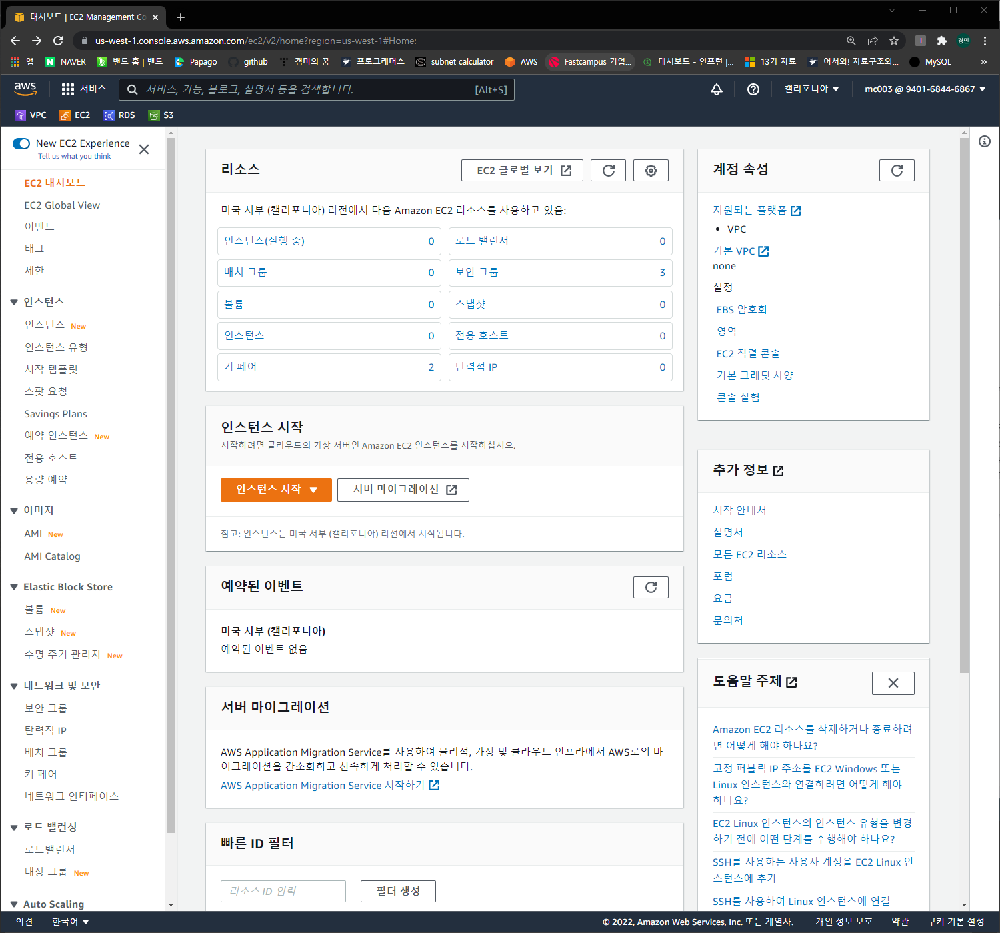 대시보드 | EC2 Management Co
us-west-1.console.aws.amazon.com/ec2/v2/home?region=us-west-1#Home:
경민
앱 NAVER 밴드 홈 | 밴드 Papago github 캠미의 꿈 프로그래머스 subnet calculator AWS Fastcampus 기업... 대시보드 - 인프런 |... 13기 자료 어서와! 자료구조와... MySQL »
aws 서비스 서비스, 기능, 블로그, 설명서 등을 검색합니다. [Alt+S] 캘리포니아 ▼ mc003 @ 9401-6844-6867 ▼
VPC EC2 RDS S3
New EC2 Experience
Tell us what you think
EC2 대시보드
EC2 Global View
이벤트
태그
제한
인스턴스
인스턴스 New
인스턴스 유형
시작 템플릿
스팟 요청
Savings Plans
예약 인스턴스 New
전용 호스트
용량 예약
이미지
AMI New
AMI Catalog
Elastic Block Store
볼륨 New
스냅샷 New
수명 주기 관리자 New
네트워크 및 보안
보안 그룹
탄력적 IP
배치 그룹
키 페어
네트워크 인터페이스
로드 밸런싱
로드밸런서
대상 그룹 New
Auto Scaling
리소스
EC2 글로벌 보기
미국 서부 (캘리포니아) 리전에서 다음 Amazon EC2 리소스를 사용하고 있음:
인스턴스(실행 중) 0 로드 밸런서 0
배치 그룹 0 보안 그룹 3
볼륨 0 스냅샷 0
인스턴스 0 전용 호스트 0
키 페어 2 탄력적 IP 0
인스턴스 시작
시작하려면 클라우드의 가상 서버인 Amazon EC2 인스턴스를 시작하십시오.
인스턴스 시작 ▼ 서버 마이그레이션
참고: 인스턴스는 미국 서부 (캘리포니아) 리전에서 시작됩니다.
예약된 이벤트
미국 서부 (캘리포니아)
예약된 이벤트 없음
서버 마이그레이션
AWS Application Migration Service를 사용하여 물리적, 가상 및 클라우드 인프라에서 AWS로의 마
이그레이션을 간소화하고 신속하게 처리할 수 있습니다.
AWS Application Migration Service 시작하기
빠른 ID 필터
리소스 ID 입력 필터 생성
계정 속성
지원되는 플랫폼
• VPC
기본 VPC
none
설정
EBS 암호화
영역
EC2 직렬 콘솔
기본 크레딧 사양
콘솔 실험
추가 정보
시작 안내서
설명서
모든 EC2 리소스
포럼
요금
문의처
도움말 주제
Amazon EC2 리소스를 삭제하거나 종료하려
면 어떻게 해야 하나요?
고정 퍼블릭 IP 주소를 EC2 Windows 또는
Linux 인스턴스와 연결하려면 어떻게 해야
하나요?
EC2 Linux 인스턴스의 인스턴스 유형을 변경
하기 전에 어떤 단계를 수행해야 하나요?
SSH를 사용하는 사용자 계정을 EC2 Linux 인
스턴스에 추가
SSH를 사용하여 Linux 인스턴스에 연결
의견 한국어 ▼ © 2022, Amazon Web Services, Inc. 또는 계열사. 개인 정보 보호 약관 쿠키 기본 설정